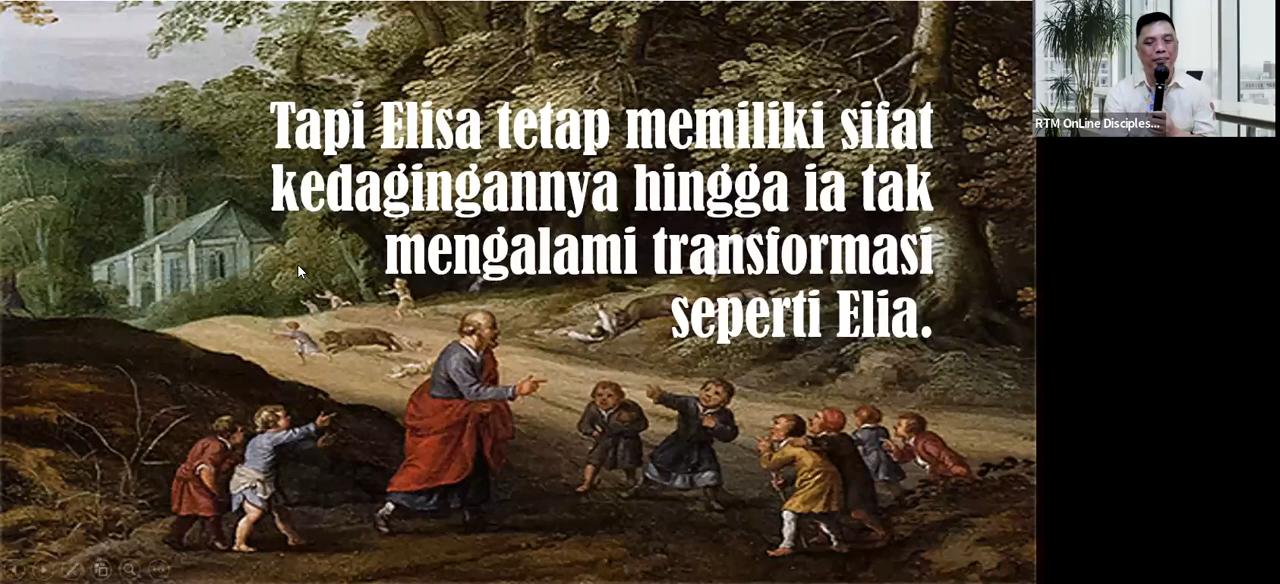 Tapi Elisa tetap memiliki sifat
kedagingannya hingga ia tak
mengalami transformasi
seperti Elia.
RTM OnLine Disciples...